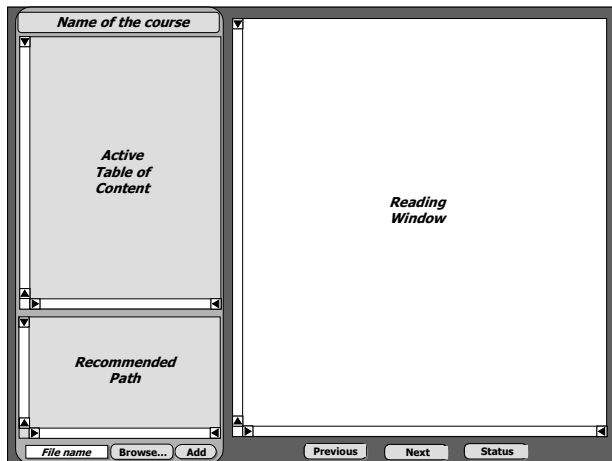 Name of the course
Active
Table of
Content
Reading
Window
Recommended
Path
File name
Browse...
Add
Previous
Next
Status